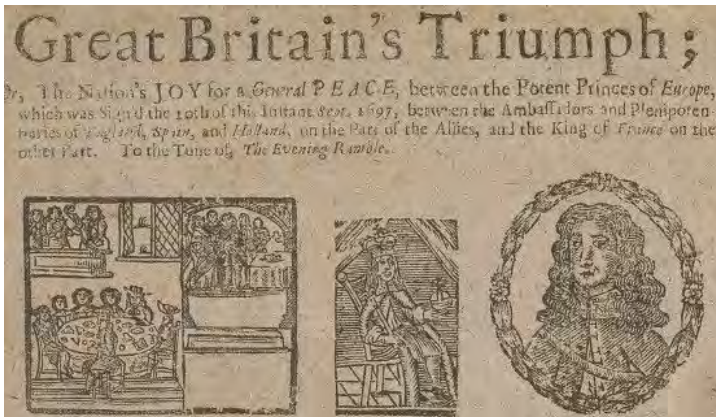 Great Britain's Triumph;
Or, The Nation's JOY for a General PEACE, between the Potent Princes of Europe,
which was Sign'd the 10th of this Instant Sept. 1697, between the Ambassadors and Plenipoten-
tiaries of England, Spain, and Holland, on the Part of the Allies, and the King of France on the
other Part. To the Tune of, The Evening Ramble.